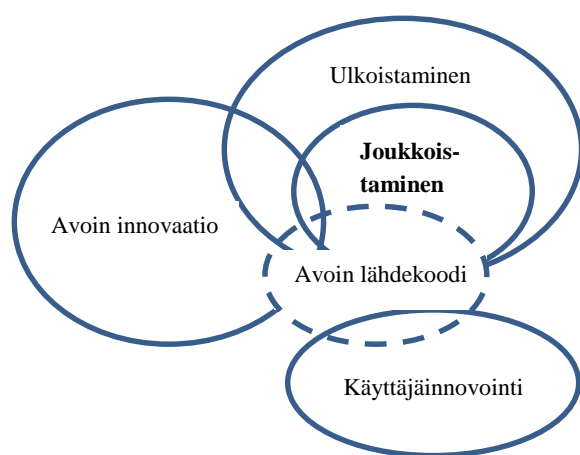 Ulkoistaminen
Joukkois-
taminen
Avoin innovaatio
Avoin lähdekoodi
Käyttäjäinnovointi